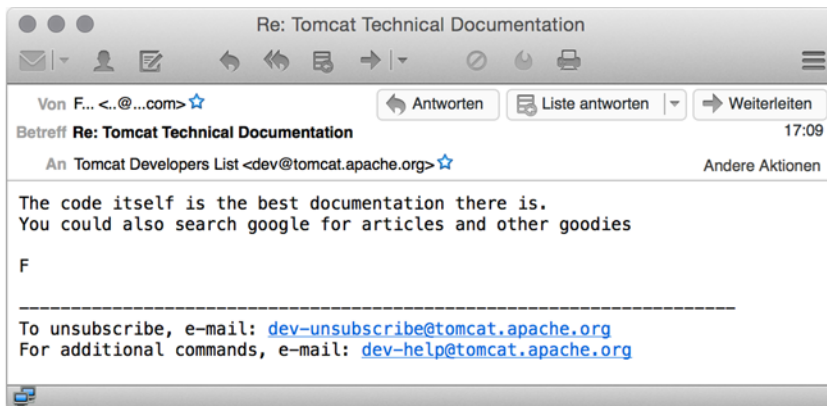 Re: Tomcat Technical Documentation
Von F... <..@...com>
Antworten
Liste antworten
Weiterleiten
Betreff Re: Tomcat Technical Documentation
17:09
An Tomcat Developers List <dev@tomcat.apache.org>
Andere Aktionen
The code itself is the best documentation there is.
You could also search google for articles and other goodies
F
---------------------------------------------------------------------
To unsubscribe, e-mail: dev-unsubscribe@tomcat.apache.org
For additional commands, e-mail: dev-help@tomcat.apache.org